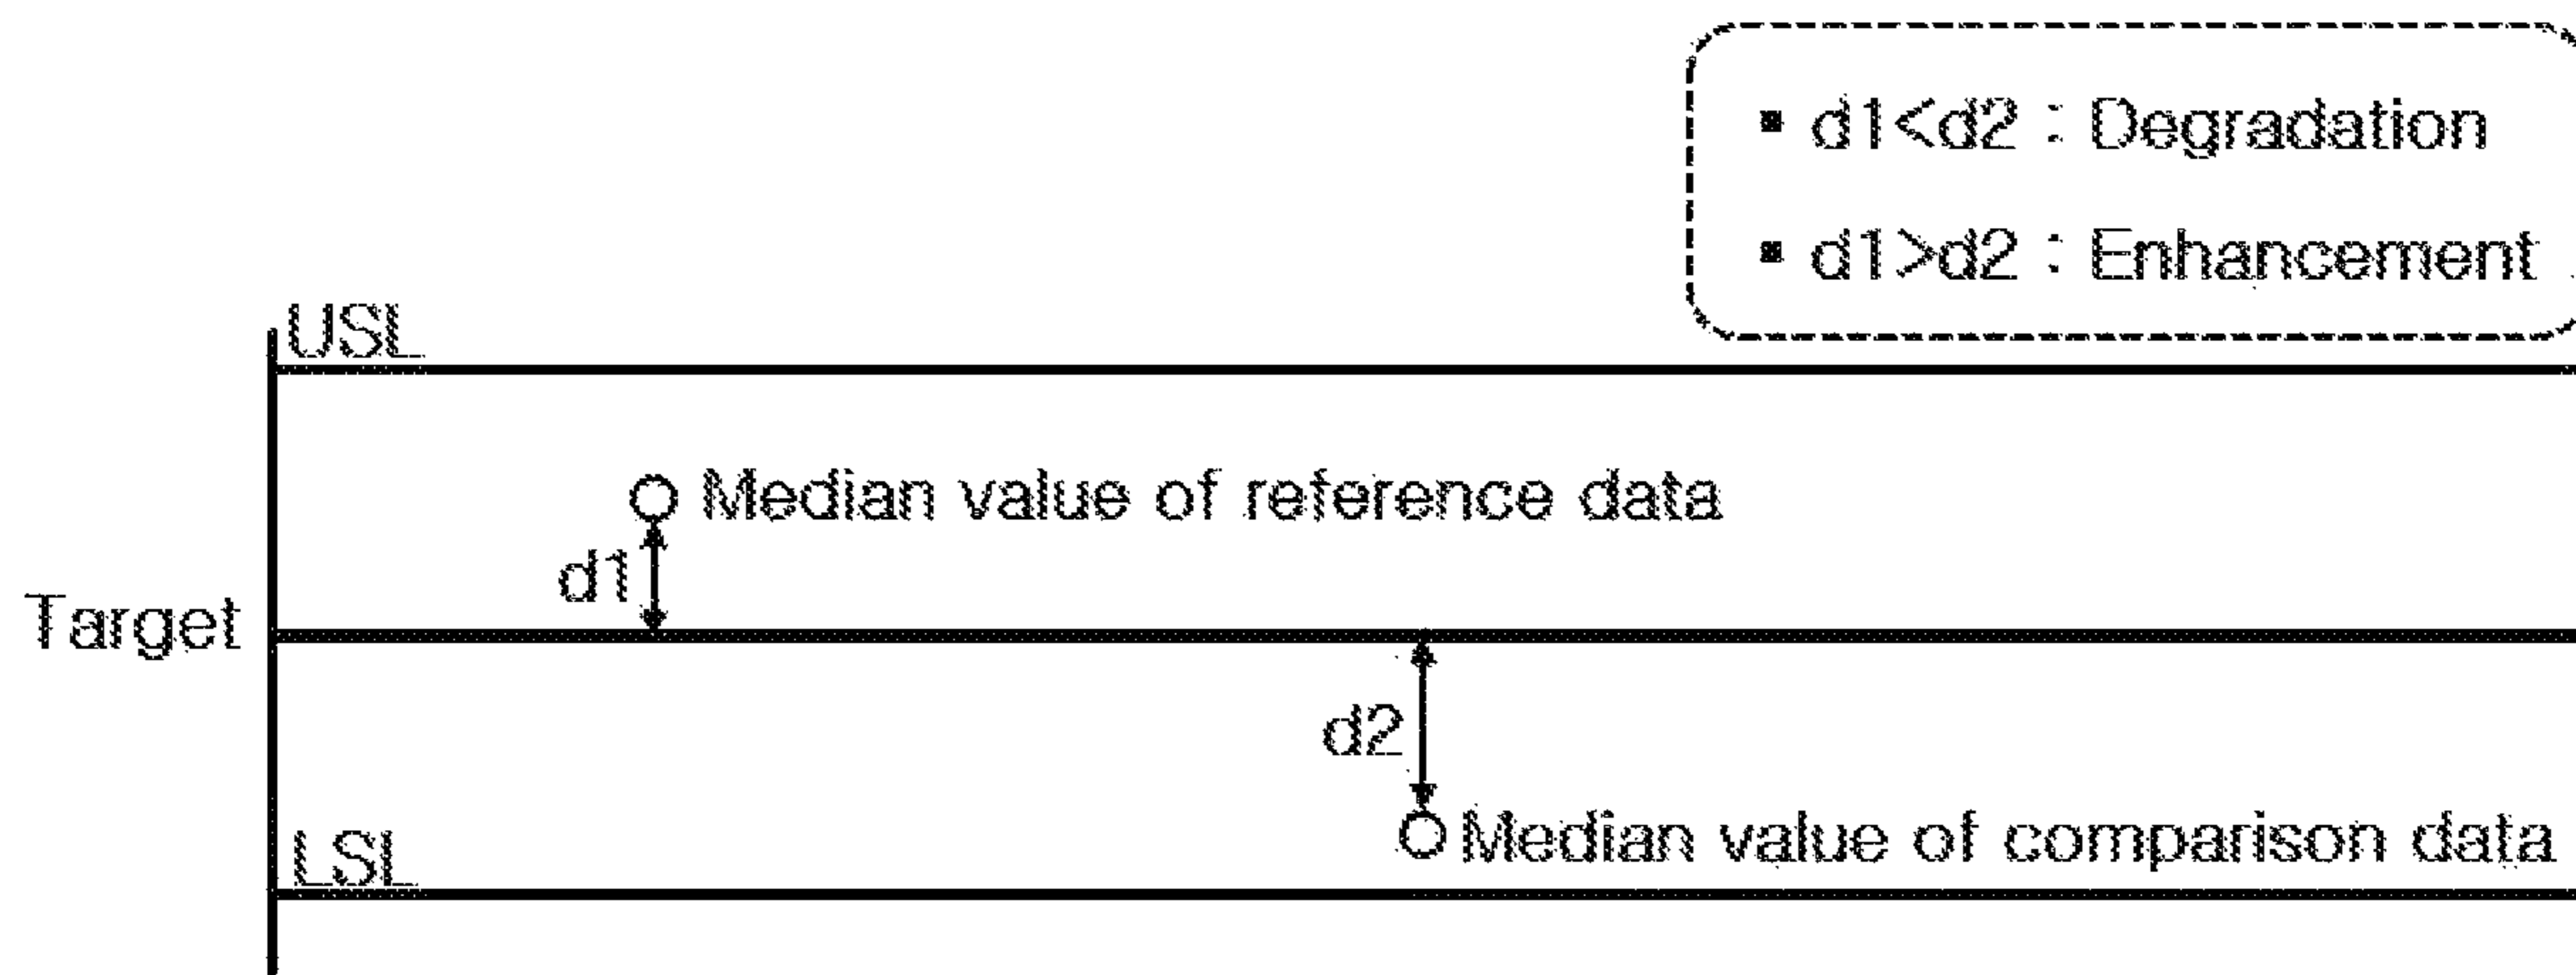 ▪ d1<d2 : Degradation
▪ d1>d2 : Enhancement
USL
Median value of reference data
d1
Target
d2
Median value of comparison data
LSL